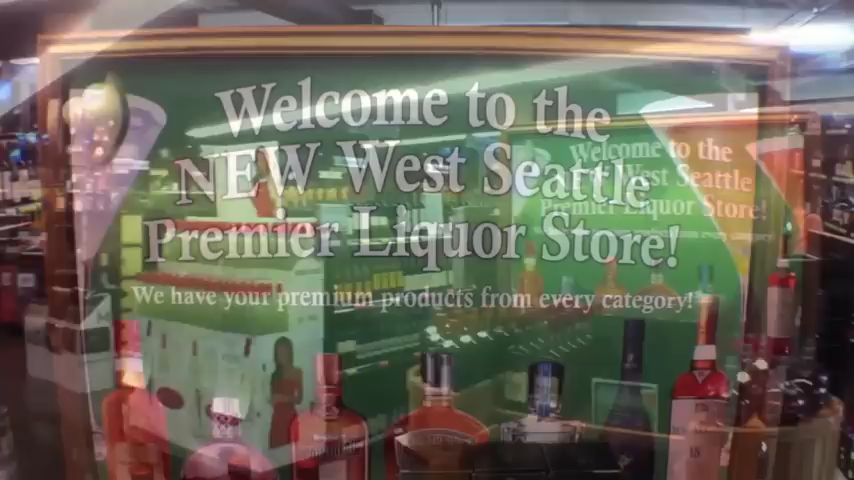 Welcome to the
NEW West Seattle
Premier Liquor Store!
We have your premium products from every category!
Welcome to the
West Seattle
Premier Liquor Store!